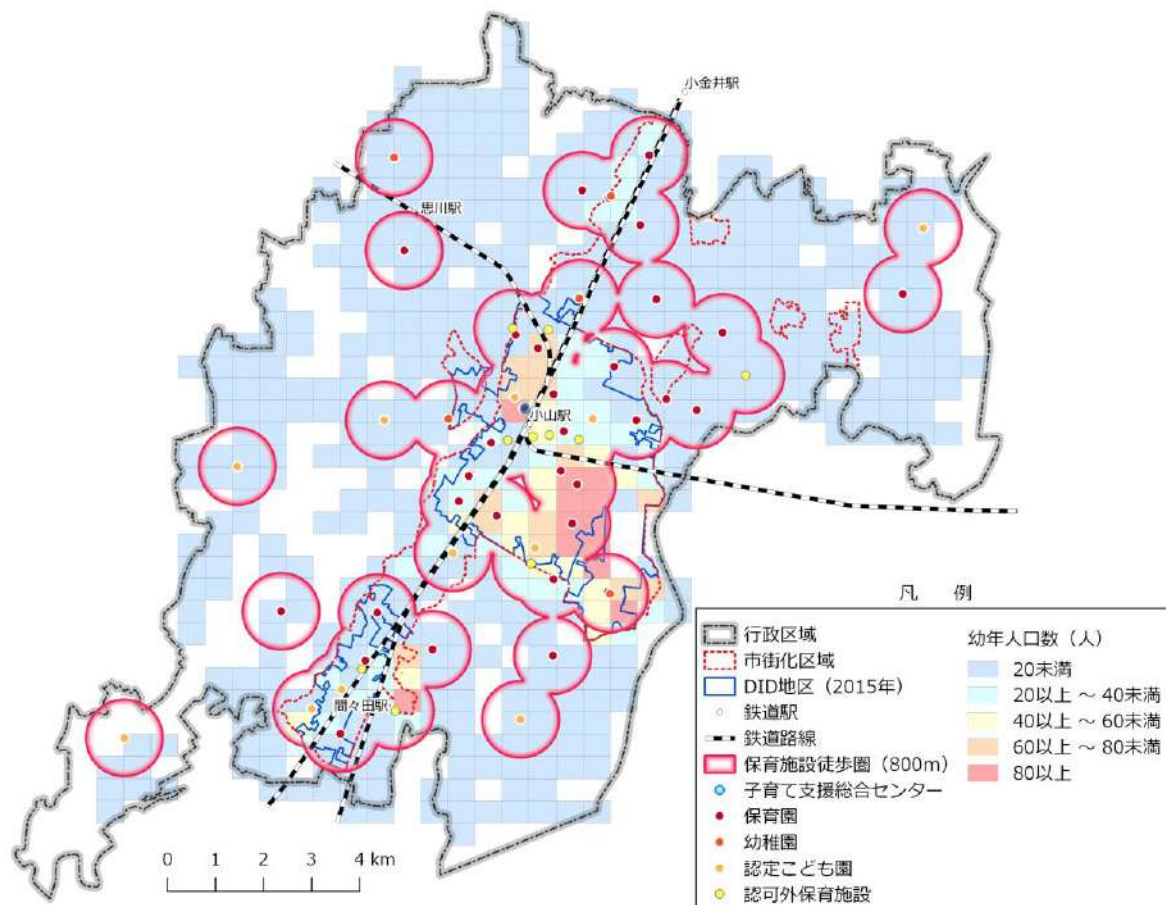 小金井駅
思川駅
小山駅
間々田駅
凡 例
行政区域
市街化区域
DID地区（2015年）
鉄道駅
鉄道路線
保育施設徒歩圏（800m）
子育て支援総合センター
保育園
幼稚園
認定こども園
認可外保育施設
幼年人口数（人）
20未満
20以上 ～ 40未満
40以上 ～ 60未満
60以上 ～ 80未満
80以上
0 1 2 3 4 km